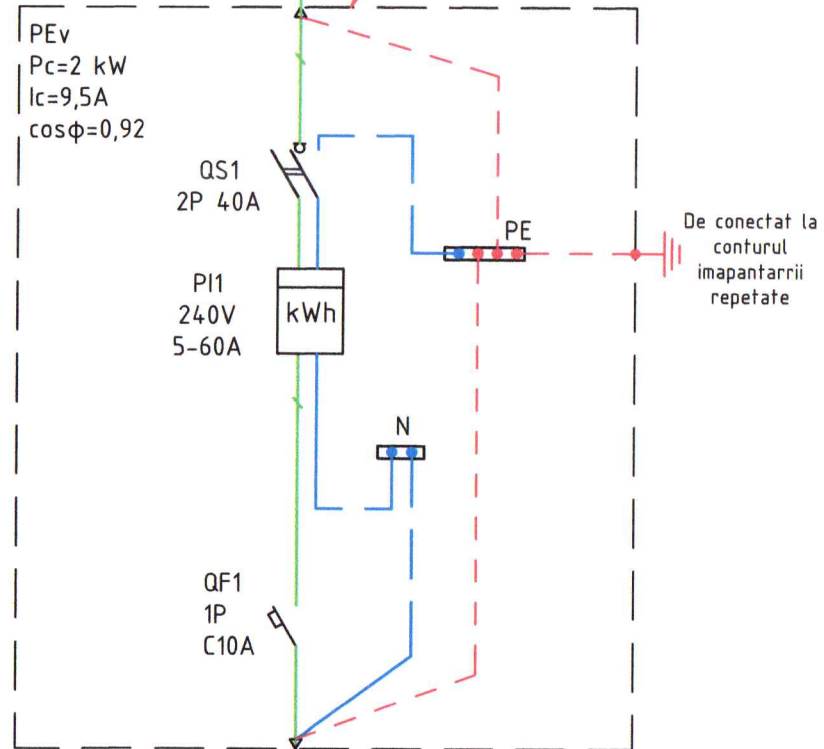 PEv
Pc=2 kW
Ic=9,5A
cosϕ=0,92
QS1
2P 40A
PE
De conectat la
conturul
imapantarrii
repetate
PI1
240V
5-60A
kWh
N
QF1
1P
C10A